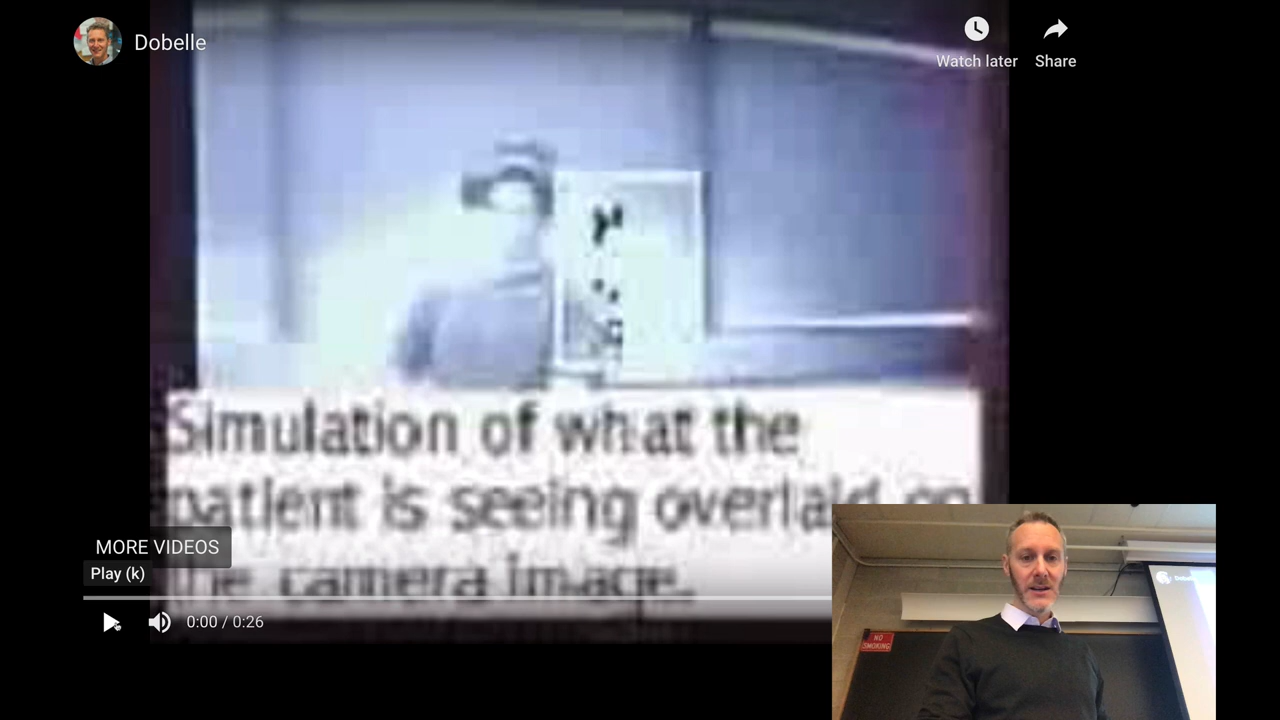 Dobelle
Watch later
Share
Simulation of what the
patient is seeing overlaid on
the camera image.
MORE VIDEOS
Play (k)
0:00 / 0:26
NO
SMOKING